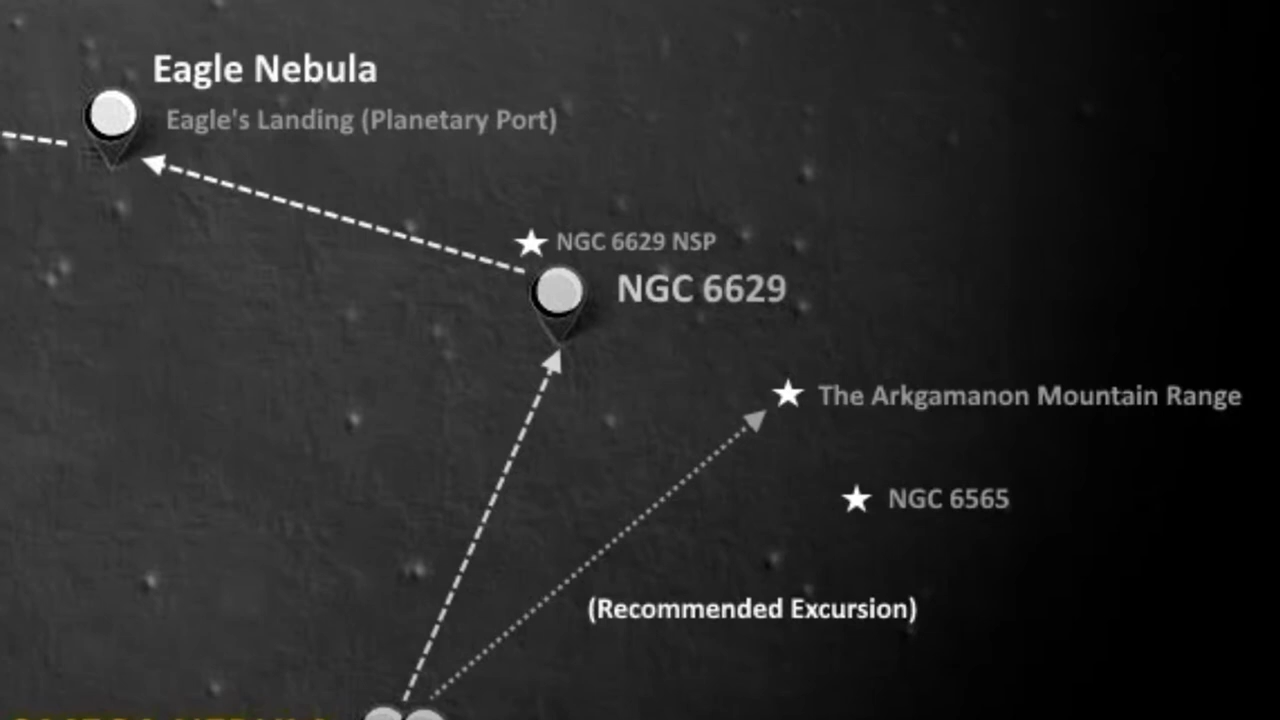 Eagle Nebula
Eagle's Landing (Planetary Port)
NGC 6629 NSP
NGC 6629
The Arkgamanon Mountain Range
NGC 6565
(Recommended Excursion)